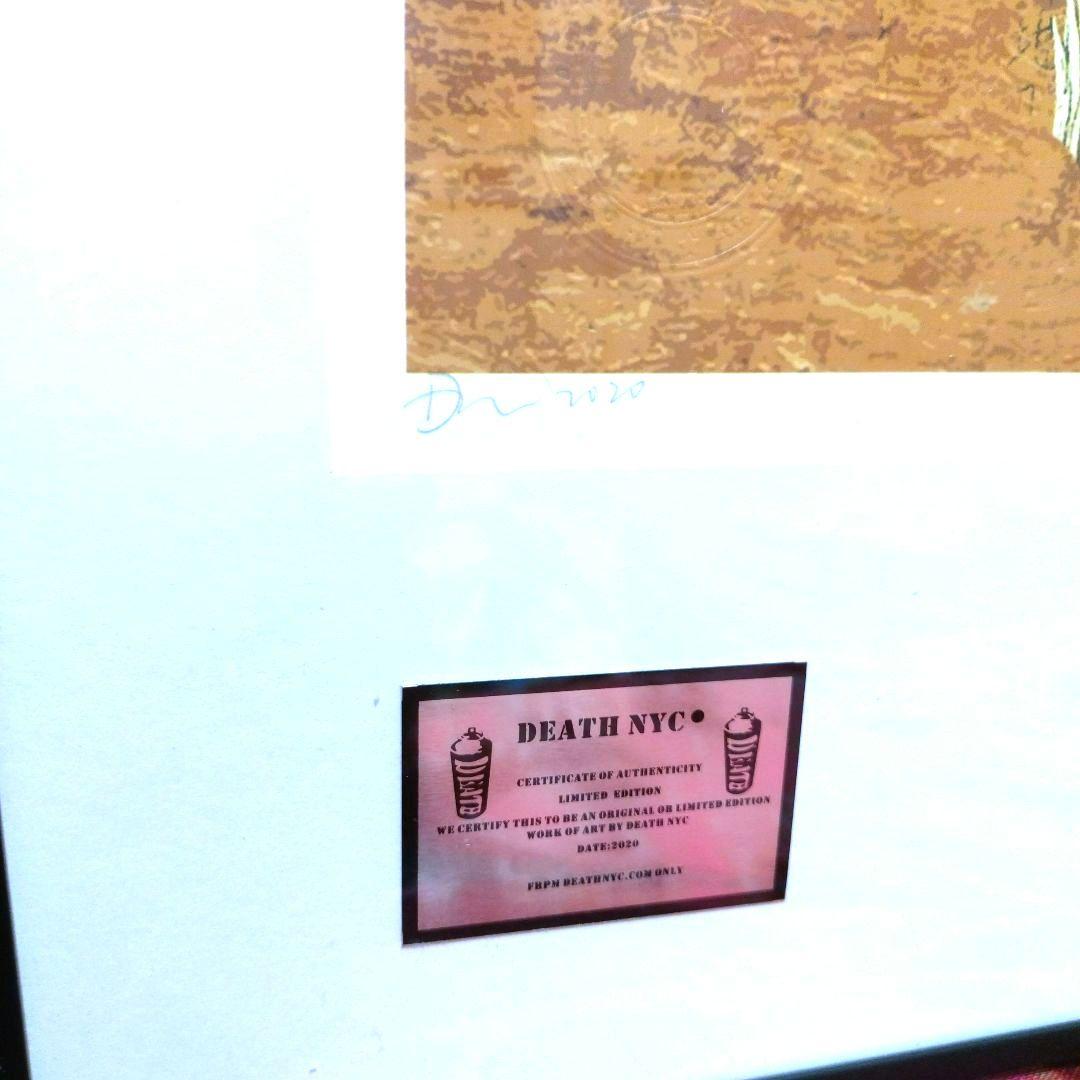 '2020
DEATH NYC
DEATH
DEATH
CERTIFICATE OF AUTHENTICITY
LIMITED EDITION
WE CERTIFY THIS TO BE AN ORIGINAL OR LIMITED EDITION
WORK OF ART BY DEATH NYC
DATE:2020
FRPM DEATHNYC.COM ONLY